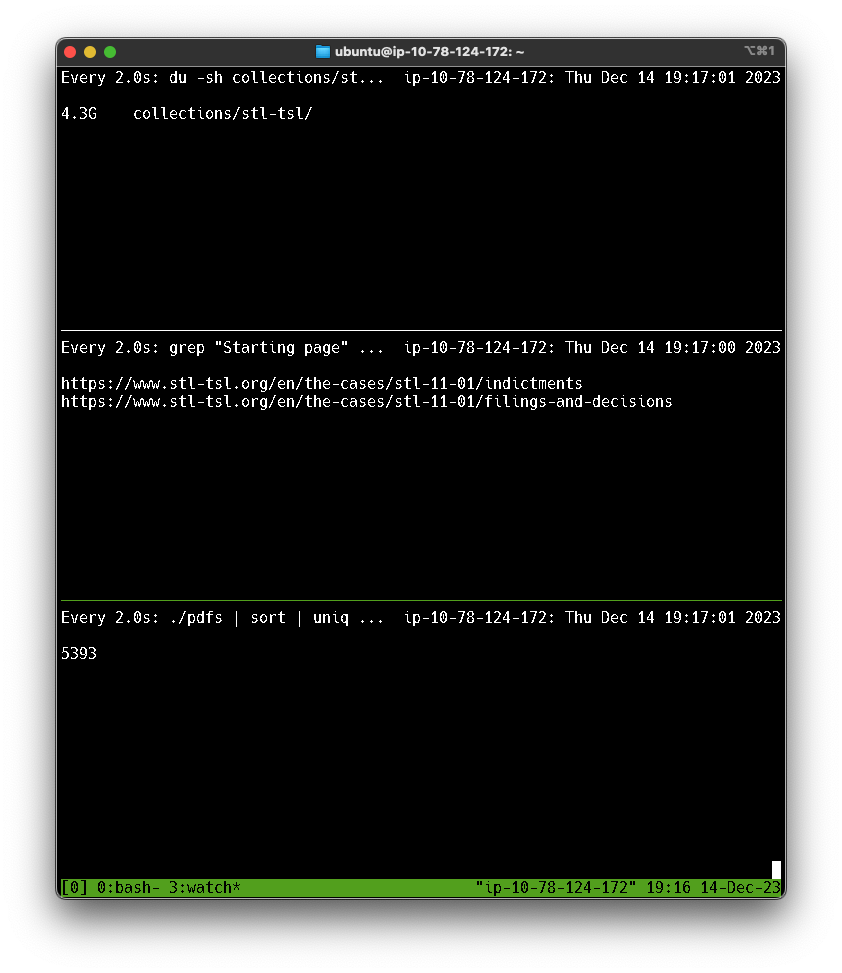 ubuntu@ip-10-78-124-172: ~ ⌥⌘1
Every 2.0s: du -sh collections/st... ip-10-78-124-172: Thu Dec 14 19:17:01 2023
4.3G collections/stl-tsl/
Every 2.0s: grep "Starting page" ... ip-10-78-124-172: Thu Dec 14 19:17:00 2023
https://www.stl-tsl.org/en/the-cases/stl-11-01/indictments
https://www.stl-tsl.org/en/the-cases/stl-11-01/filings-and-decisions
Every 2.0s: ./pdfs | sort | uniq ... ip-10-78-124-172: Thu Dec 14 19:17:01 2023
5393
[0] 0:bash- 3:watch* "ip-10-78-124-172" 19:16 14-Dec-23